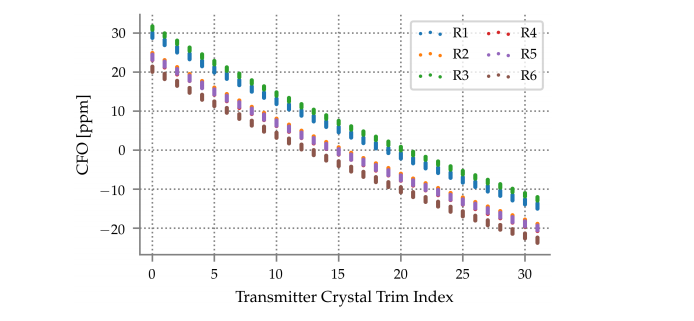 30
20
10
0
−10
−20
CFO [ppm]
R1 R4
R2 R5
R3 R6
0 5 10 15 20 25 30
Transmitter Crystal Trim Index